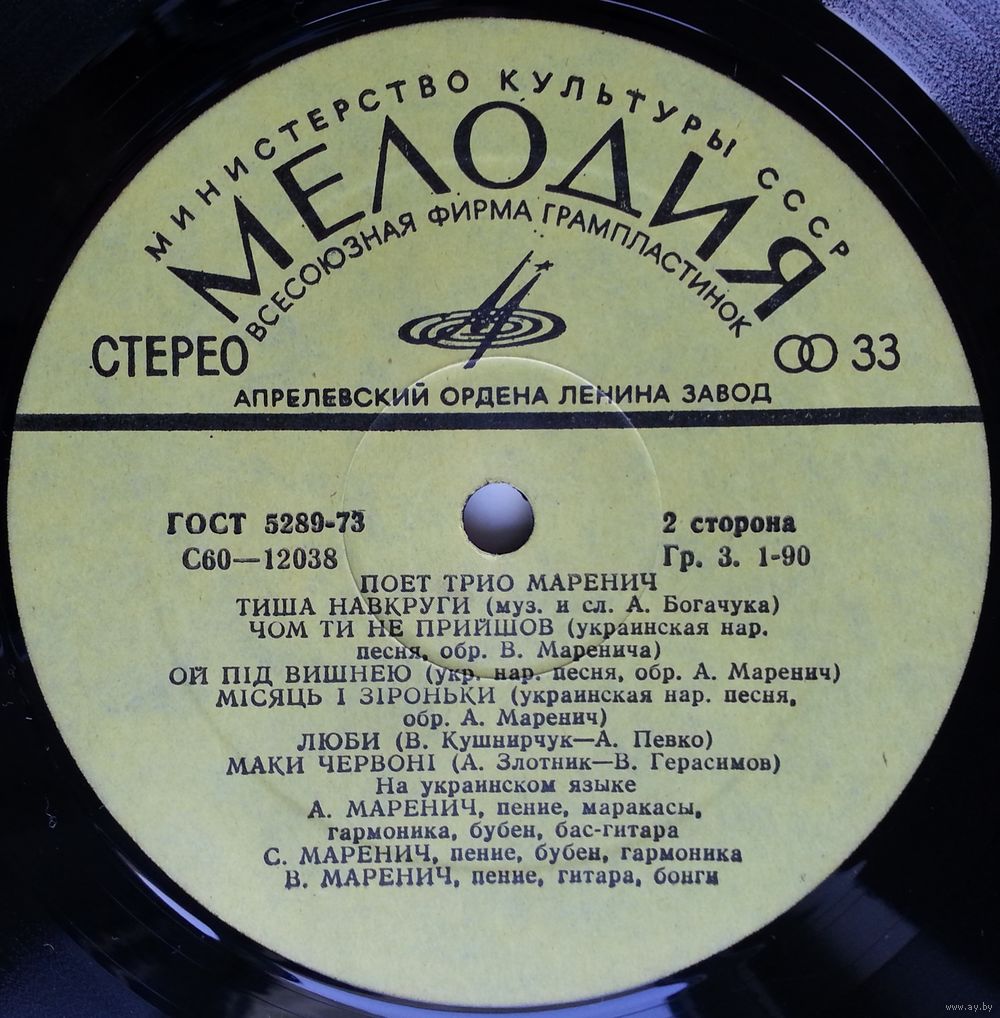 МИНИСТЕРСТВО КУЛЬТУРЫ СССР
МЕЛОДИЯ
ВСЕСОЮЗНАЯ ФИРМА ГРАМПЛАСТИНОК
СТЕРЕО
33
АПРЕЛЕВСКИЙ ОРДЕНА ЛЕНИНА ЗАВОД
ГОСТ 5289-73
2 сторона
С60—12038
Гр. 3. 1-90
ПОЕТ ТРИО МАРЕНИЧ
ТИША НАВКРУГИ (муз. и сл. А. Богачука)
ЧОМ ТИ НЕ ПРИЙШОВ (украинская нар.
песня, обр. В. Маренича)
ОЙ ПІД ВИШНЕЮ (укр. нар. песня, обр. А. Маренич)
МІСЯЦЬ І ЗІРОНЬКИ (украинская нар. песня,
обр. А. Маренич)
ЛЮБИ (В. Кушнирчук—А. Певко)
МАКИ ЧЕРВОНІ (А. Злотник—В. Герасимов)
На украинском языке
А. МАРЕНИЧ, пение, маракасы,
гармоника, бубен, бас-гитара
С. МАРЕНИЧ, пение, бубен, гармоника
В. МАРЕНИЧ, пение, гитара, бонги
www.ay.by